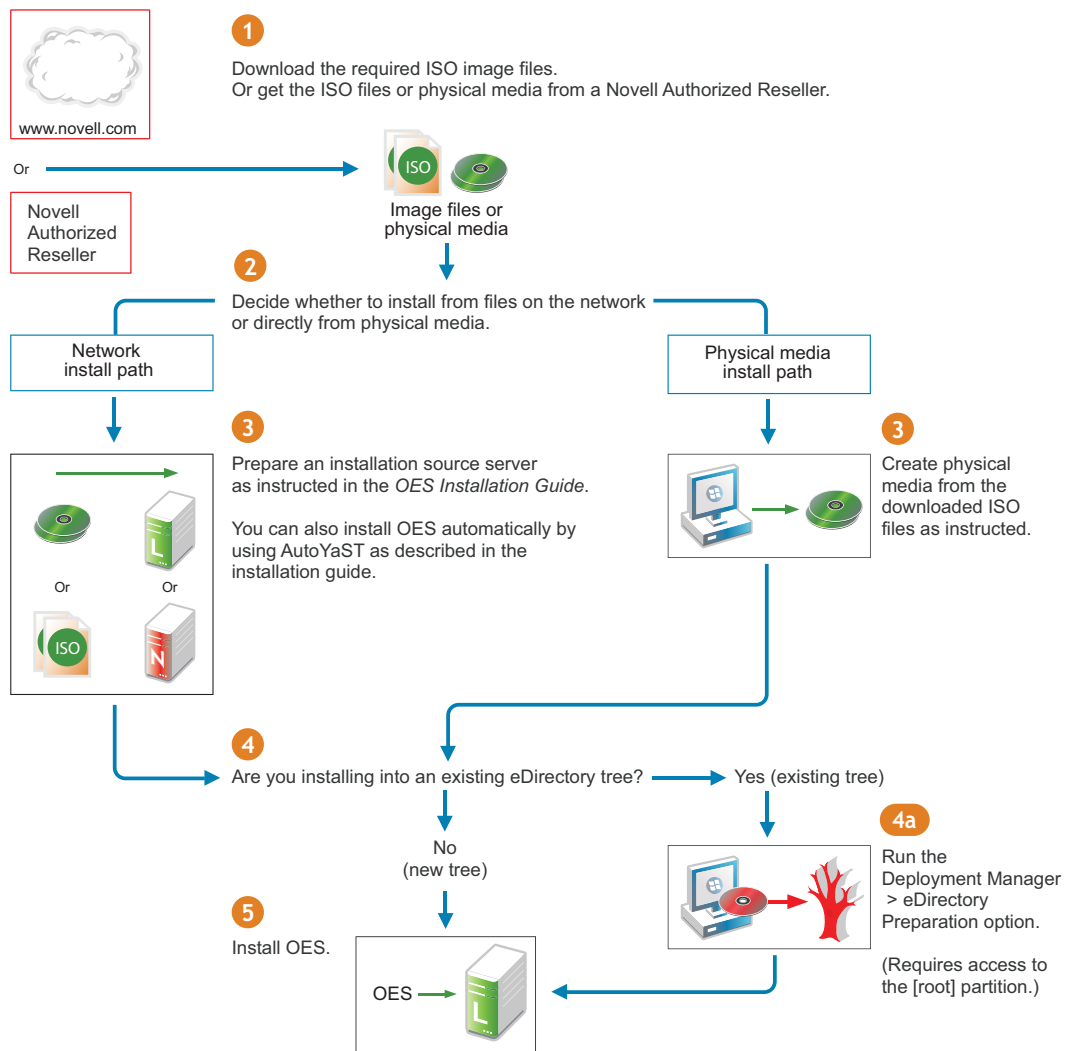 1
Download the required ISO image files.
Or get the ISO files or physical media from a Novell Authorized Reseller.
www.novell.com
Or
ISO
Novell
Authorized
Reseller
Image files or
physical media
2
Decide whether to install from files on the network
or directly from physical media.
Network
install path
Physical media
install path
3
Prepare an installation source server
as instructed in the OES Installation Guide.
You can also install OES automatically by
using AutoYaST as described in the
installation guide.
L
Or
Or
ISO
N
3
Create physical
media from the
downloaded ISO
files as instructed.
4
Are you installing into an existing eDirectory tree?
Yes (existing tree)
No
(new tree)
4a
Run the
Deployment Manager
> eDirectory
Preparation option.
(Requires access to
the [root] partition.)
5
Install OES.
OES
L